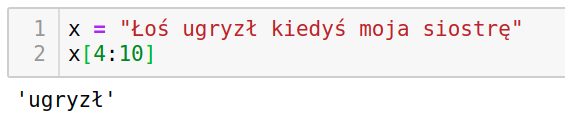 1 x = "Łoś ugryzł kiedyś moja siostrę"
2 x[4:10]
'ugryzł'